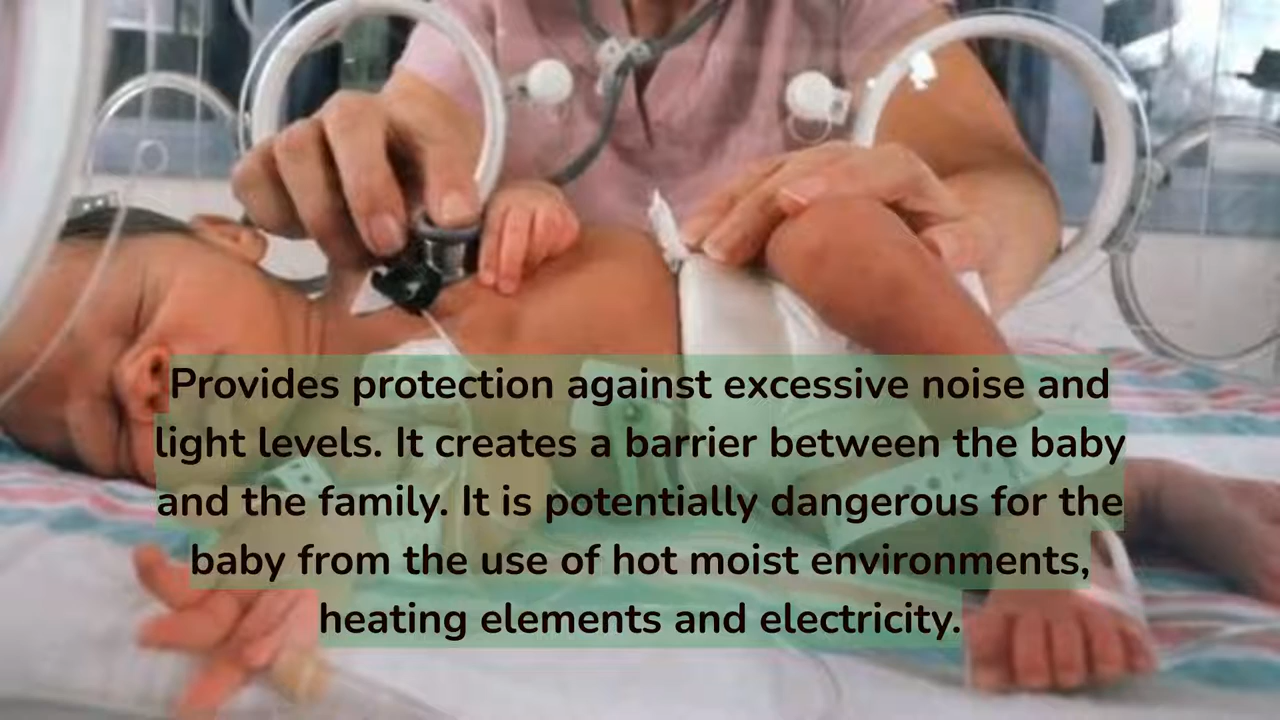 Provides protection against excessive noise and
light levels. It creates a barrier between the baby
and the family. It is potentially dangerous for the
baby from the use of hot moist environments,
heating elements and electricity.